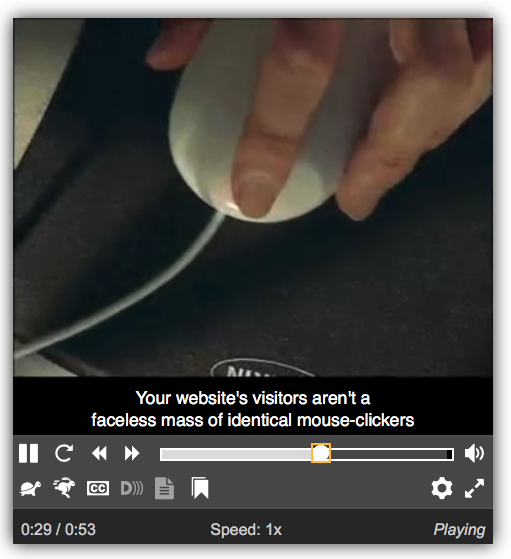 Your website's visitors aren't a
faceless mass of identical mouse-clickers
CC
D)))
0:29 / 0:53
Speed: 1x
Playing